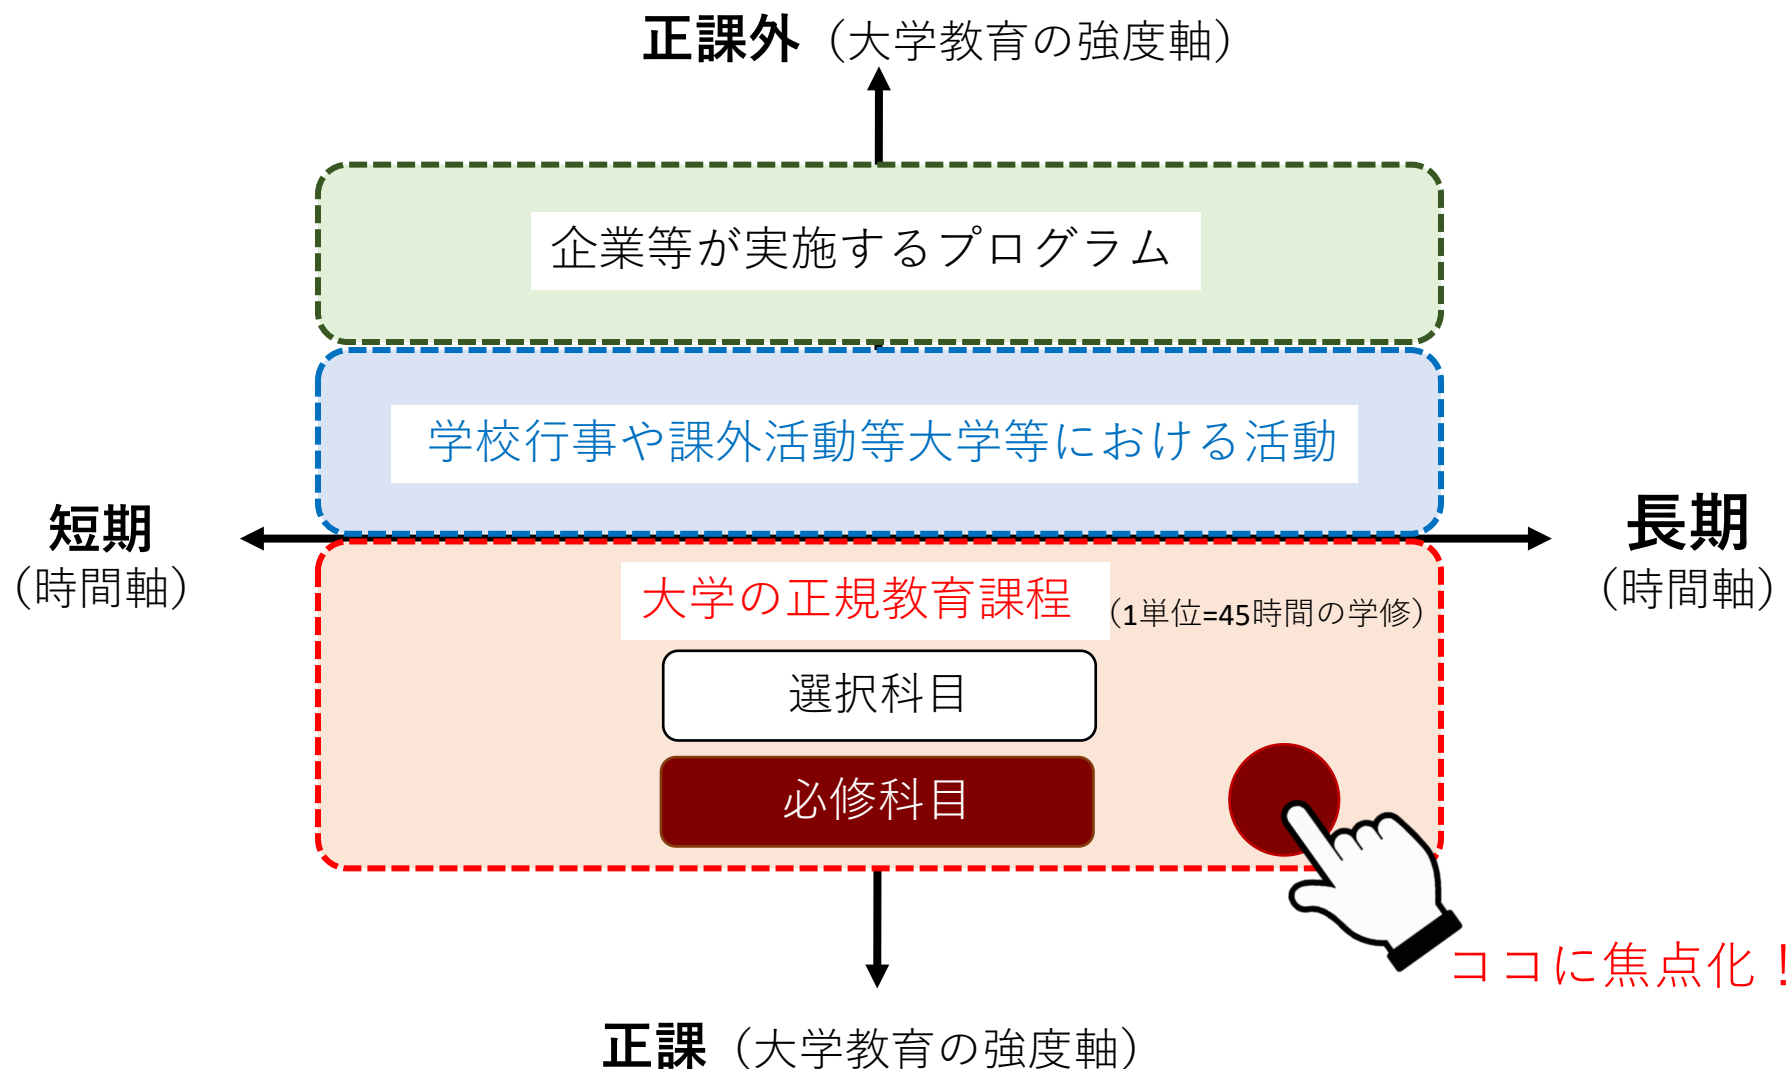 正課外（大学教育の強度軸）
企業等が実施するプログラム
学校行事や課外活動等大学等における活動
短期
（時間軸）
長期
（時間軸）
大学の正規教育課程
（1単位=45時間の学修）
選択科目
必修科目
ココに焦点化！
正課（大学教育の強度軸）